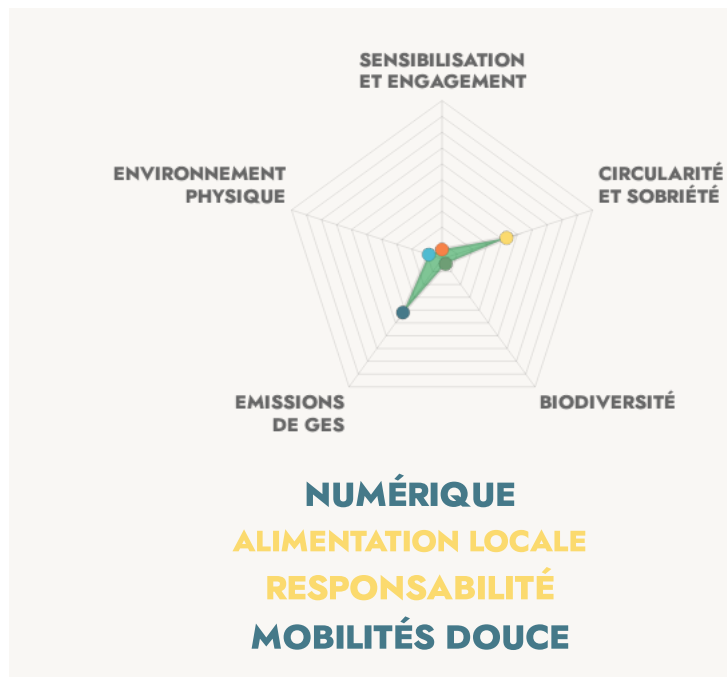 SENSIBILISATION
ET ENGAGEMENT
ENVIRONNEMENT
PHYSIQUE
CIRCULARITÉ
ET SOBRIÉTÉ
EMISSIONS
DE GES
BIODIVERSITÉ
NUMÉRIQUE
ALIMENTATION LOCALE
RESPONSABILITÉ
MOBILITÉS DOUCE